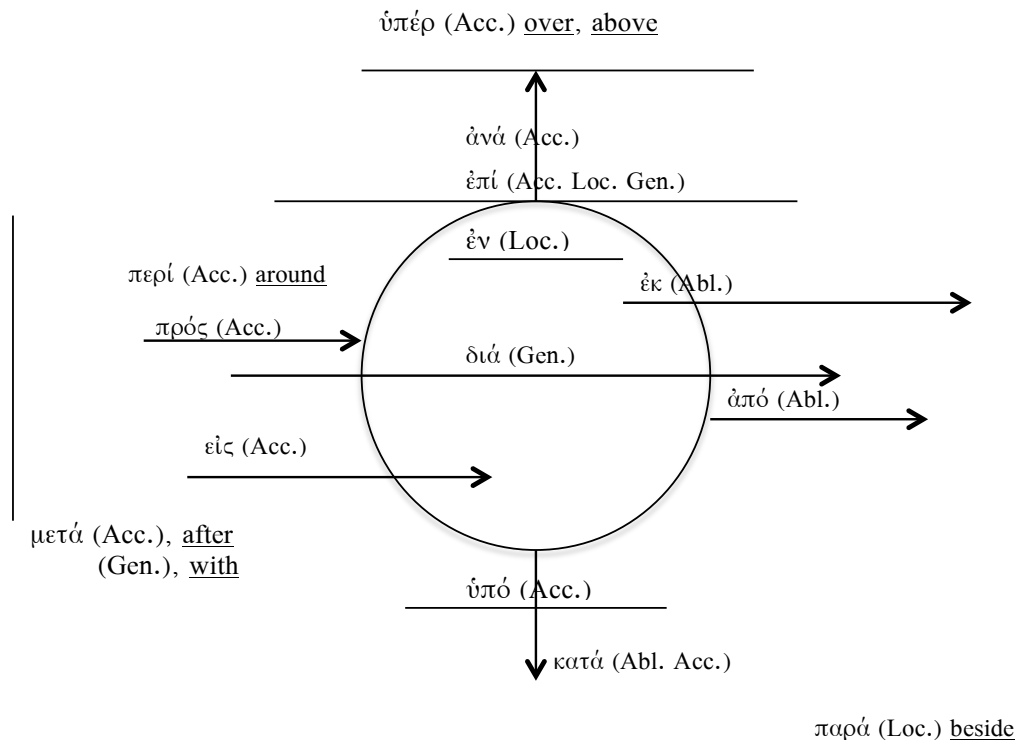 ὑπέρ (Acc.) over, above
ἀνά (Acc.)
ἐπί (Acc. Loc. Gen.)
ἐν (Loc.)
περί (Acc.) around
ἐκ (Abl.)
πρός (Acc.)
διά (Gen.)
ἀπό (Abl.)
εἰς (Acc.)
μετά (Acc.), after
(Gen.), with
ὑπό (Acc.)
κατά (Abl. Acc.)
παρά (Loc.) beside